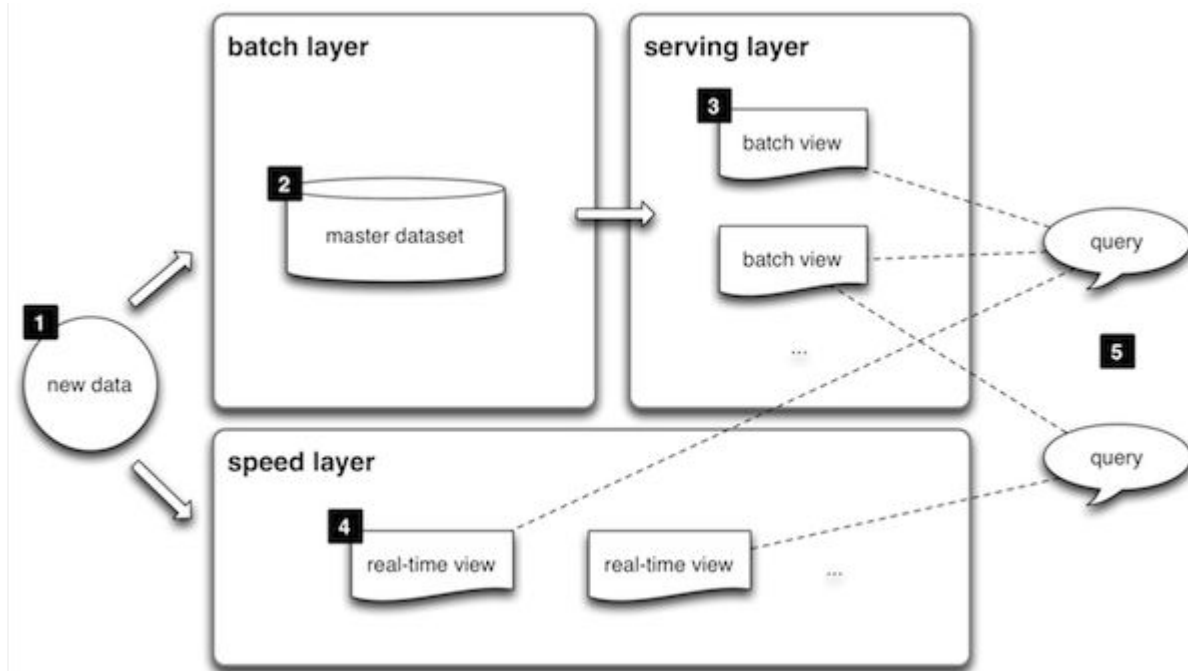 batch layer
serving layer
3
batch view
2
master dataset
batch view
query
1
new data
...
5
speed layer
query
4
real-time view
real-time view
...